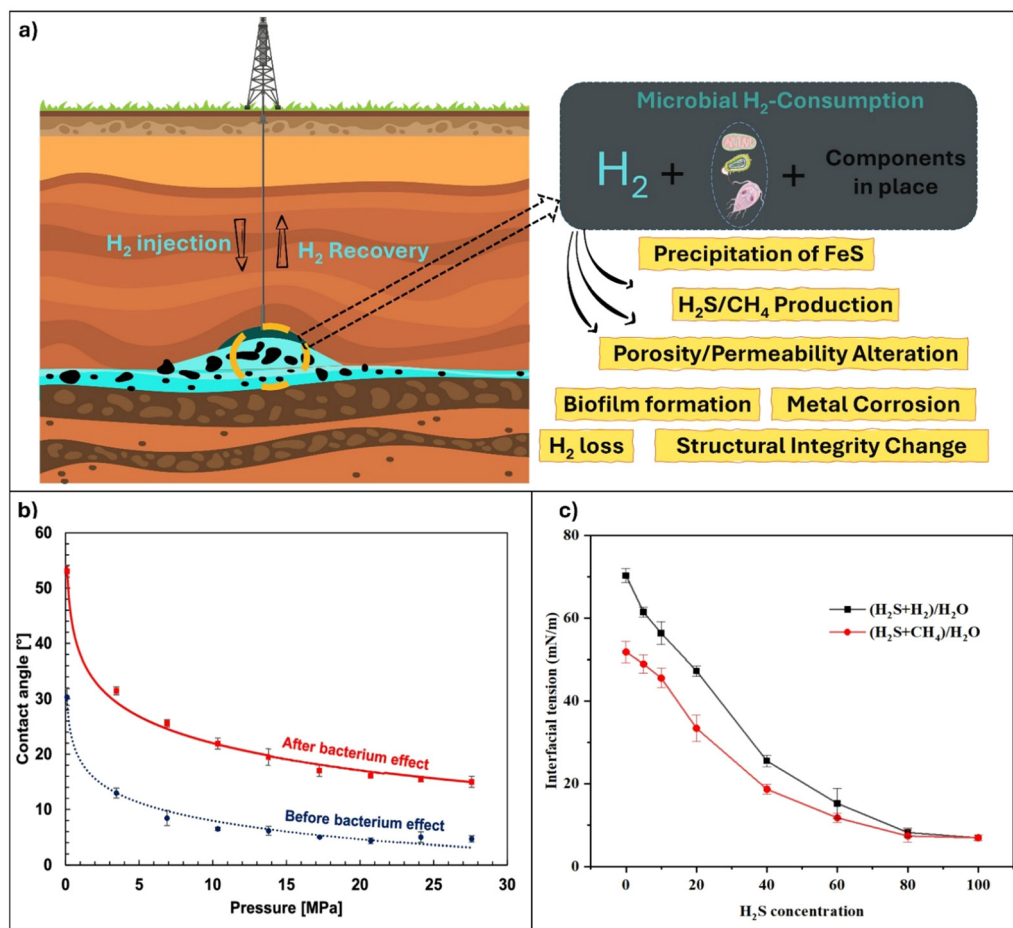 a)
H₂ injection
H₂ Recovery
Microbial H₂-Consumption
H₂ + + Components
in place
Precipitation of FeS
H₂S/CH₄ Production
Porosity/Permeability Alteration
Biofilm formation
Metal Corrosion
H₂ loss
Structural Integrity Change
b)
60
50
40
30
20
10
0
Contact angle [°]
After bacterium effect
Before bacterium effect
0 5 10 15 20 25 30
Pressure [MPa]
c)
80
60
40
20
0
Interfacial tension (mN/m)
(H₂S+H₂)/H₂O
(H₂S+CH₄)/H₂O
0 20 40 60 80 100
H₂S concentration